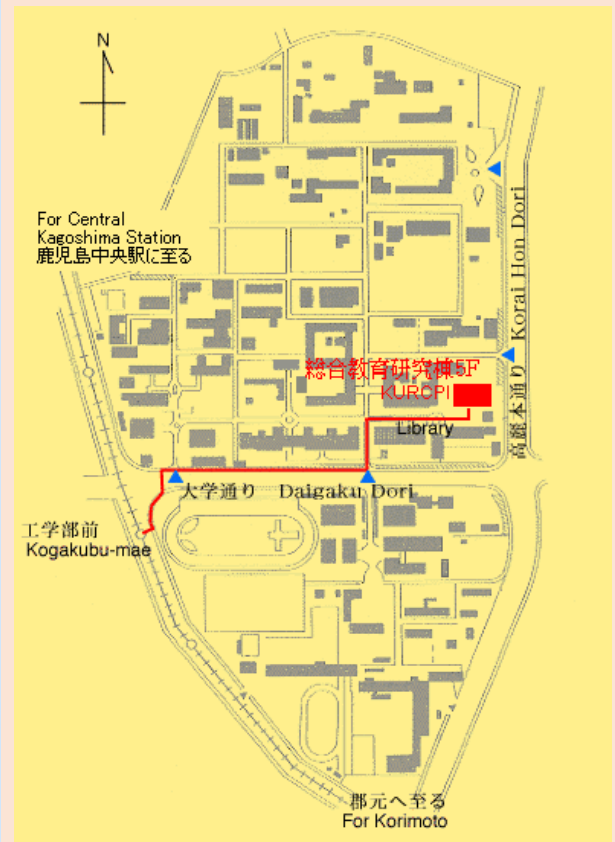 N
For Central
Kagoshima Station
鹿児島中央駅に至る
高麗本通り Korai Hon Dori
総合教育研究棟5F
KURCPI
Library
大学通り Daigaku Dori
工学部前
Kogakubu-mae
郡元へ至る
For Korimoto